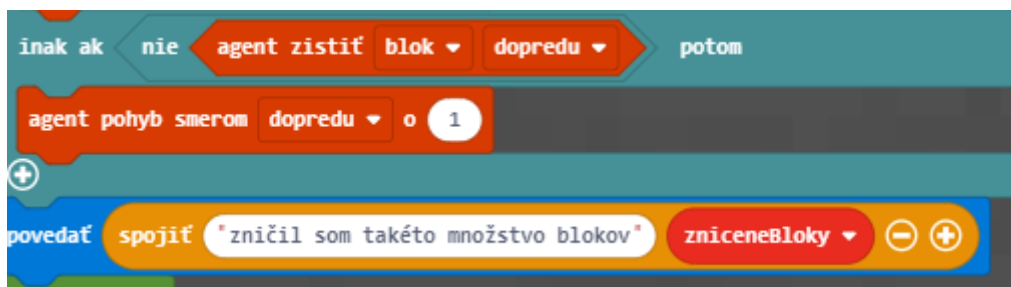 inak ak nie agent zistiť blok dopredu potom
agent pohyb smerom dopredu o 1
povedať spojiť "zničil som takéto množstvo blokov" zniceneBloky